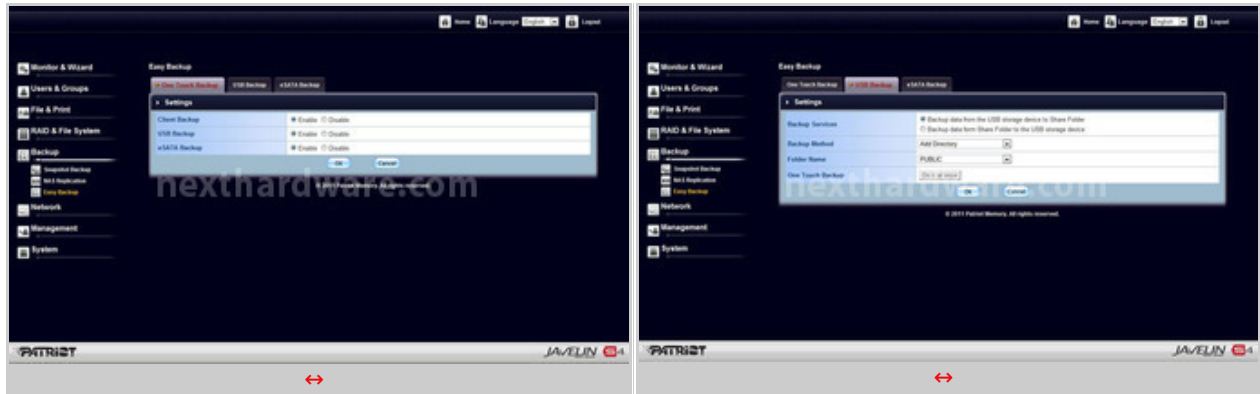 Home Language English Logout
Monitor & Wizard
Users & Groups
File & Print
RAID & File System
Backup
Snapshot Backup
NAS Replication
Easy Backup
Network
Management
System
Easy Backup
One Touch Backup USB Backup eSATA Backup
Settings
Client Backup Enable Disable
USB Backup Enable Disable
eSATA Backup Enable Disable
OK Cancel
© 2011 Patriot Memory. All rights reserved.
nexthardware.com
PATRIOT
JAVELIN S4
Home Language English Logout
Monitor & Wizard
Users & Groups
File & Print
RAID & File System
Backup
Snapshot Backup
NAS Replication
Easy Backup
Network
Management
System
Easy Backup
One Touch Backup USB Backup eSATA Backup
Settings
Backup Services
Backup data from the USB storage device to Share Folder
Backup data form Share Folder to the USB storage device
Backup Method Add Directory
Folder Name PUBLIC
One Touch Backup Do it at once
OK Cancel
© 2011 Patriot Memory. All rights reserved.
nexthardware.com
PATRIOT
JAVELIN S4